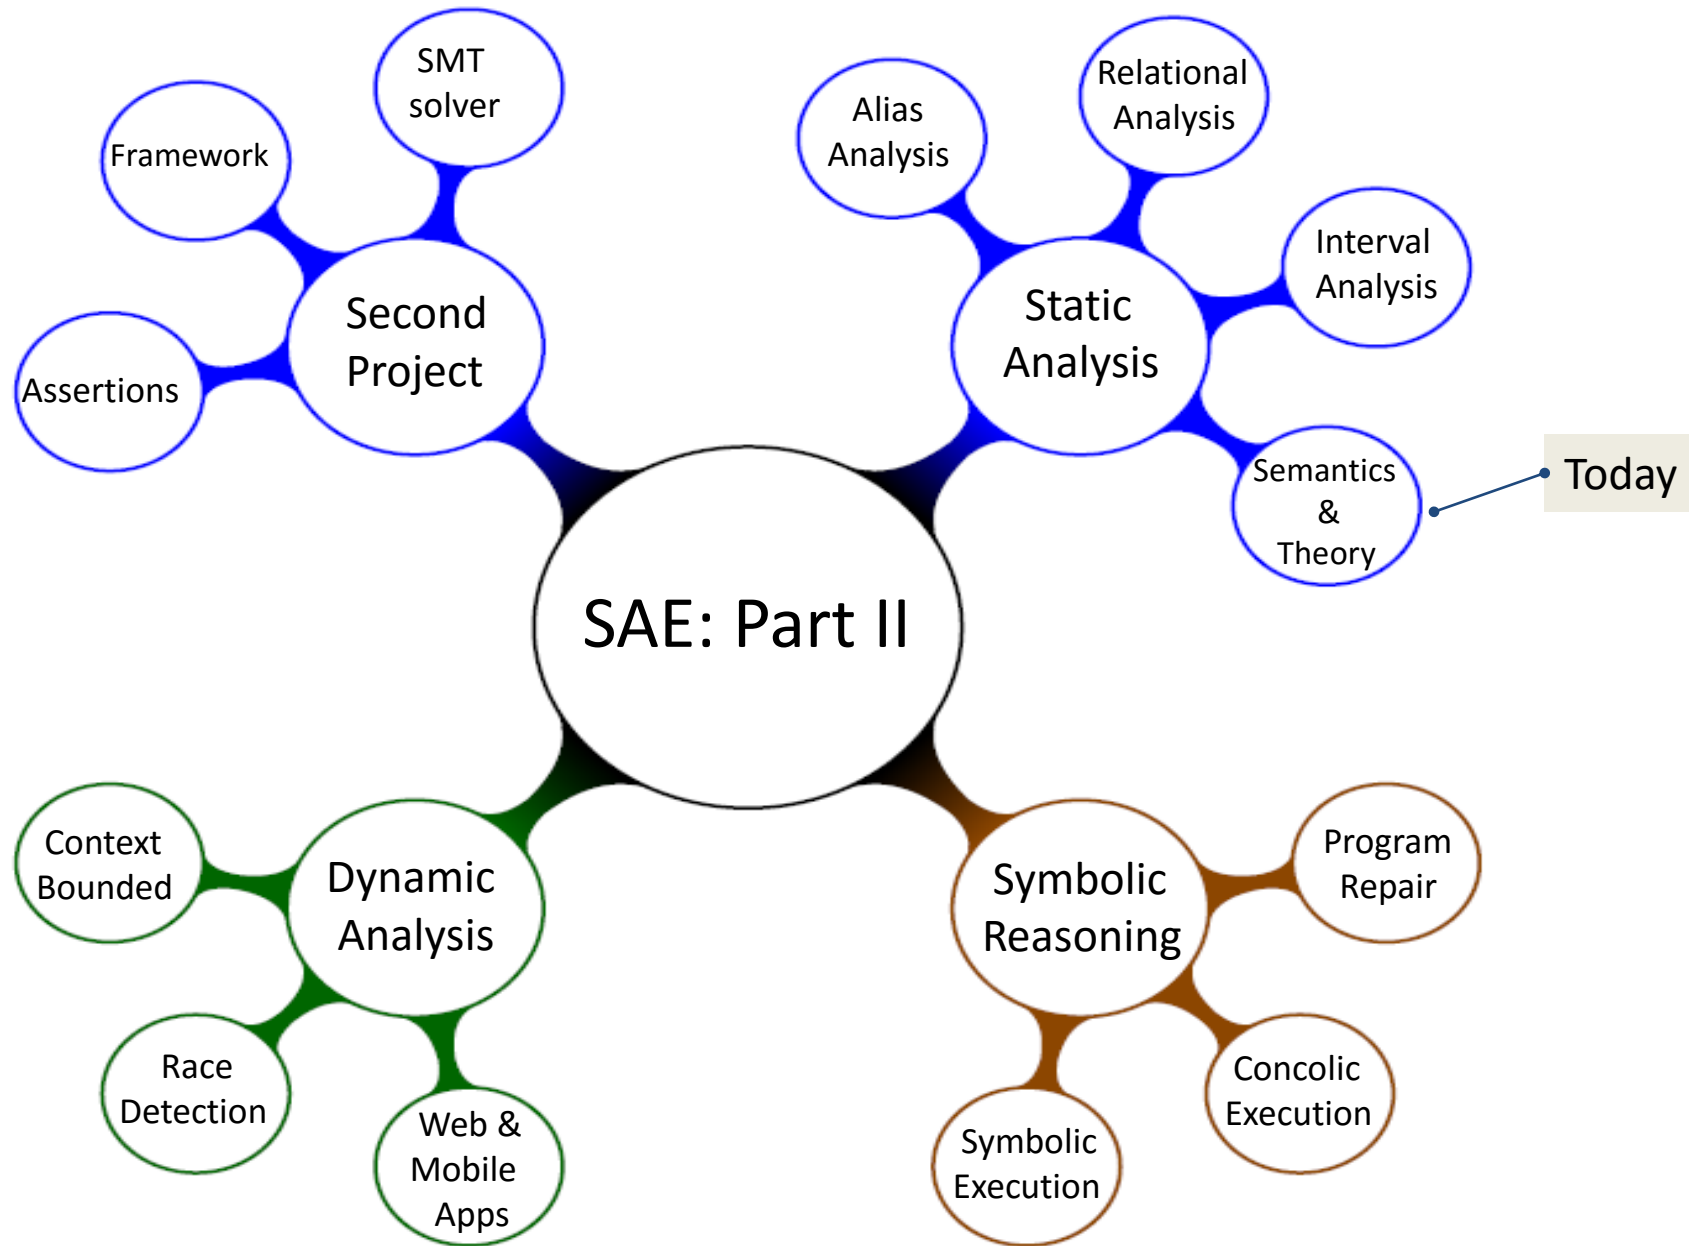 SMT
solver
Framework
Assertions
Second
Project
Alias
Analysis
Relational
Analysis
Interval
Analysis
Static
Analysis
Semantics
&
Theory
Today
SAE: Part II
Context
Bounded
Dynamic
Analysis
Race
Detection
Web &
Mobile
Apps
Symbolic
Reasoning
Program
Repair
Concolic
Execution
Symbolic
Execution